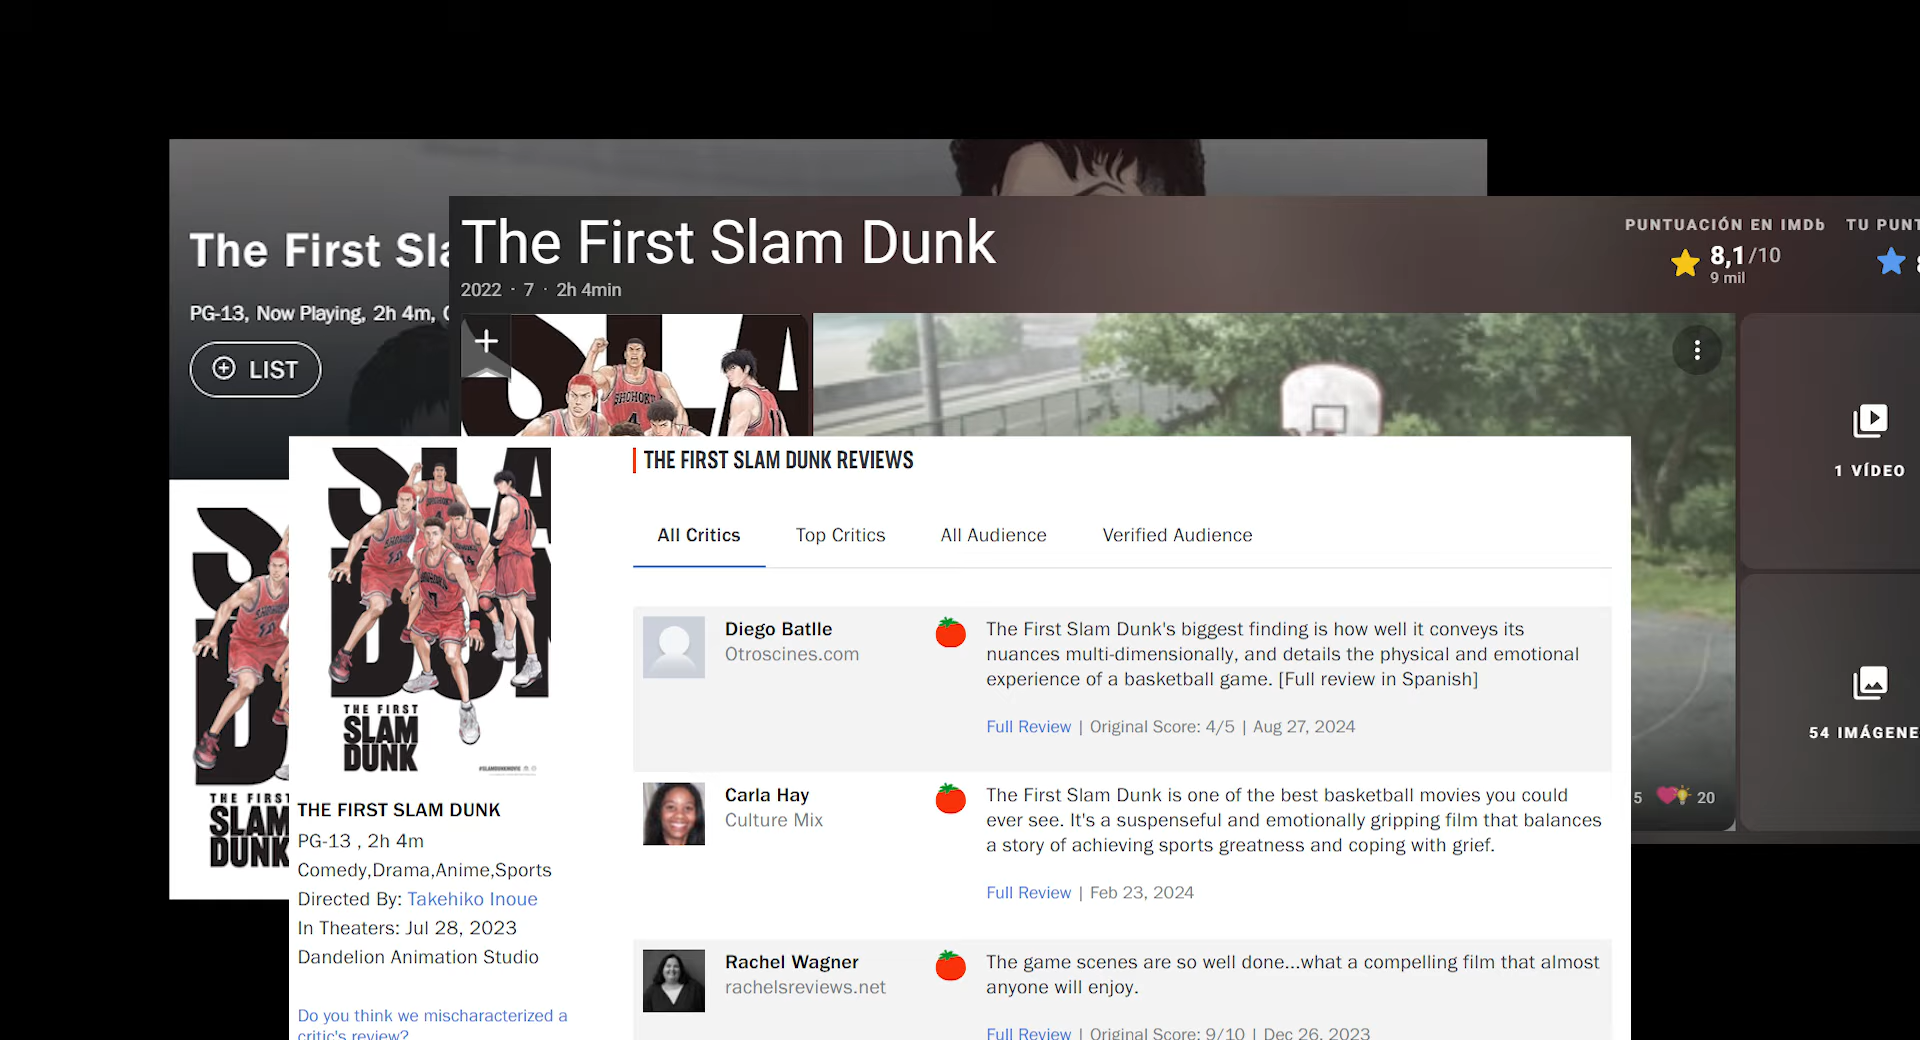 The First Sla
PG-13, Now Playing, 2h 4m,
LIST
The First Slam Dunk
2022 · 7 · 2h 4min
PUNTUACIÓN EN IMDb
8,1/10
9 mil
TU PUNT
SHOHOKU
4
1 VÍDEO
54 IMÁGENE
5
20
THE FIRST
SLAM
DUNK
THE FIRST
SLAM
DUNK
THE FIRST SLAM DUNK
PG-13 , 2h 4m
Comedy,Drama,Anime,Sports
Directed By: Takehiko Inoue
In Theaters: Jul 28, 2023
Dandelion Animation Studio
Do you think we mischaracterized a
critic's review?
THE FIRST SLAM DUNK REVIEWS
All Critics
Top Critics
All Audience
Verified Audience
Diego Batlle
Otroscines.com
The First Slam Dunk's biggest finding is how well it conveys its
nuances multi-dimensionally, and details the physical and emotional
experience of a basketball game. [Full review in Spanish]
Full Review | Original Score: 4/5 | Aug 27, 2024
Carla Hay
Culture Mix
The First Slam Dunk is one of the best basketball movies you could
ever see. It's a suspenseful and emotionally gripping film that balances
a story of achieving sports greatness and coping with grief.
Full Review | Feb 23, 2024
Rachel Wagner
rachelsreviews.net
The game scenes are so well done...what a compelling film that almost
anyone will enjoy.
Full Review | Original Score: 9/10 | Dec 26, 2023